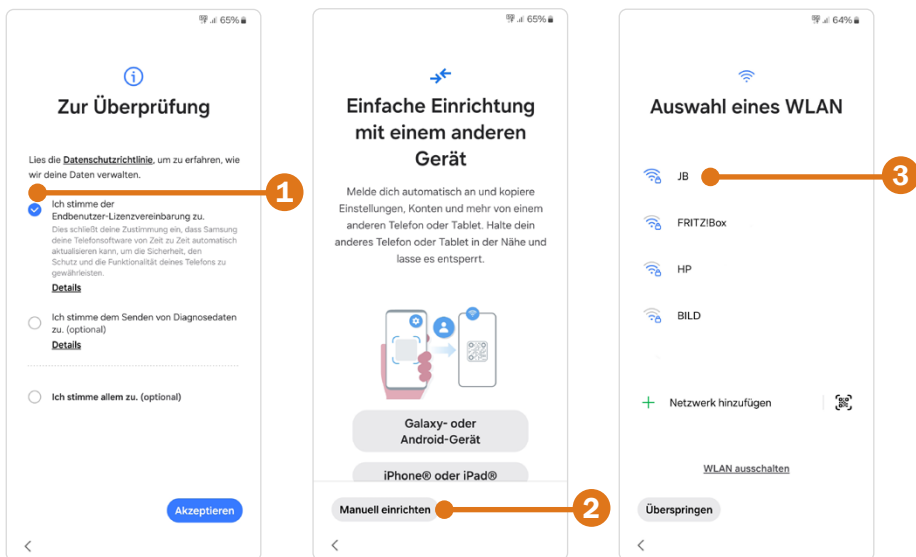 65%
Zur Überprüfung
Lies die Datenschutzrichtlinie, um zu erfahren, wie
wir deine Daten verwalten.
1
Ich stimme der
Endbenutzer-Lizenzvereinbarung zu.
Dies schließt deine Zustimmung ein, dass Samsung
deine Telefonsoftware von Zeit zu Zeit automatisch
aktualisieren kann, um die Sicherheit, den
Schutz und die Funktionalität deines Telefons zu
gewährleisten.
Details
Ich stimme dem Senden von Diagnosedaten
zu. (optional)
Details
Ich stimme allem zu. (optional)
Akzeptieren
65%
Einfache Einrichtung
mit einem anderen
Gerät
Melde dich automatisch an und kopiere
Einstellungen, Konten und mehr von einem
anderen Telefon oder Tablet. Halte dein
anderes Telefon oder Tablet in der Nähe und
lasse es entsperrt.
Galaxy- oder
Android-Gerät
iPhone® oder iPad®
Manuell einrichten
2
64%
Auswahl eines WLAN
JB
3
FRITZ!Box
HP
BILD
Netzwerk hinzufügen
WLAN ausschalten
Überspringen